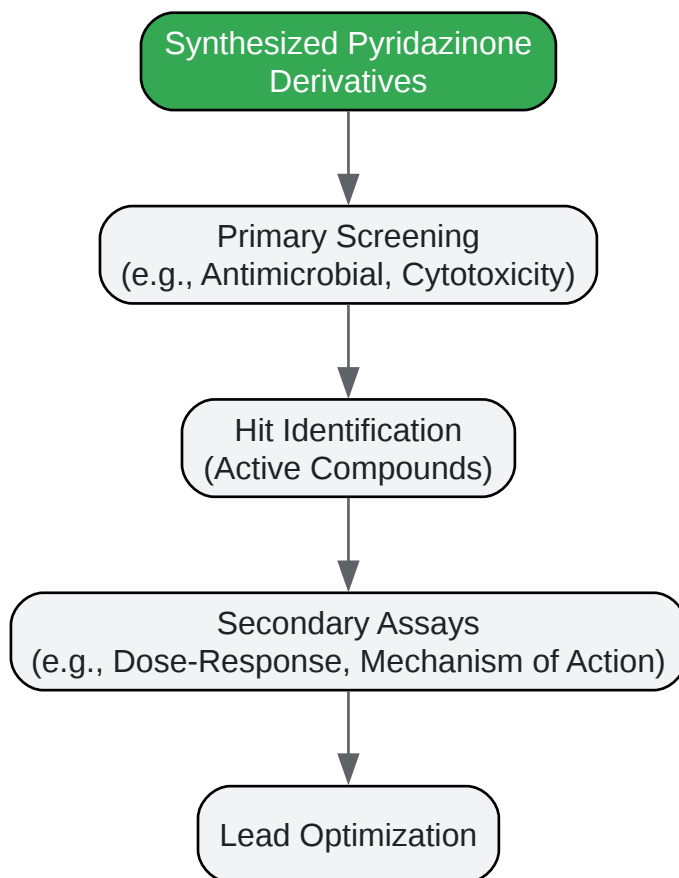 Synthesized Pyridazinone
Derivatives
Primary Screening
(e.g., Antimicrobial, Cytotoxicity)
Hit Identification
(Active Compounds)
Secondary Assays
(e.g., Dose-Response, Mechanism of Action)
Lead Optimization